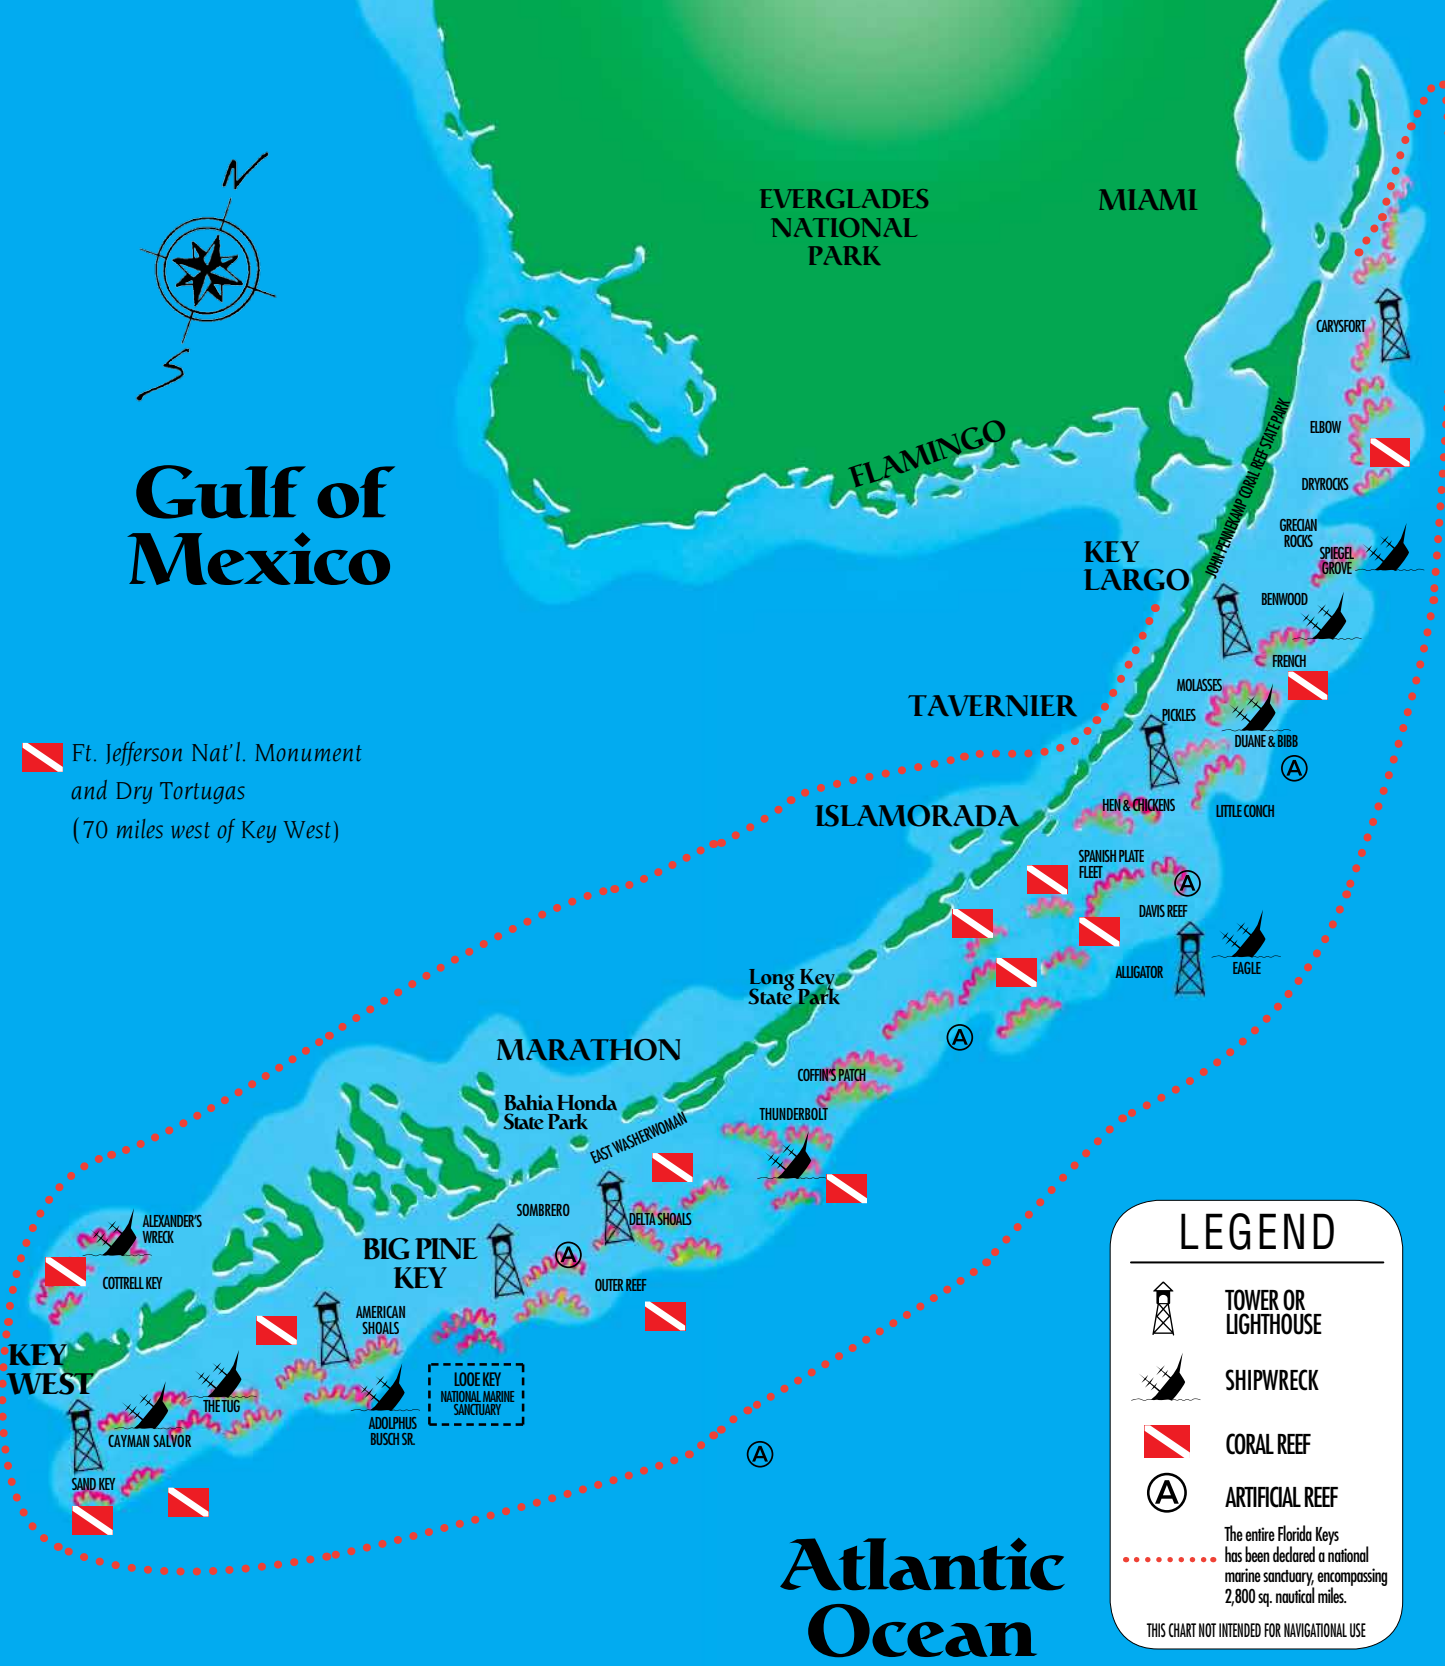 N
S
EVERGLADES
NATIONAL
PARK
MIAMI
CARYSFORT
JOHN PENNEKAMP CORAL REEF STATE PARK
ELBOW
FLAMINGO
DRYROCKS
Gulf of
Mexico
GRECIAN
ROCKS
SPIEGEL
GROVE
KEY
LARGO
BENWOOD
FRENCH
MOLASSES
TAVERNIER
PICKLES
DUANE & BIBB
A
Ft. Jefferson Nat'l. Monument
and Dry Tortugas
(70 miles west of Key West)
ISLAMORADA
HEN & CHICKENS
LITTLE CONCH
SPANISH PLATE
FLEET
A
DAVIS REEF
ALLIGATOR
EAGLE
Long Key
State Park
A
MARATHON
COFFIN'S PATCH
Bahia Honda
State Park
THUNDERBOLT
EAST WASHERWOMAN
SOMBRERO
DELTA SHOALS
ALEXANDER'S
WRECK
BIG PINE
KEY
A
COTTRELL KEY
OUTER REEF
AMERICAN
SHOALS
KEY
WEST
LOOE KEY
NATIONAL MARINE
SANCTUARY
THE TUG
ADOLPHUS
BUSCH SR.
CAYMAN SALVOR
A
SAND KEY
Atlantic
Ocean
LEGEND
TOWER OR
LIGHTHOUSE
SHIPWRECK
CORAL REEF
A
ARTIFICIAL REEF
The entire Florida Keys
has been declared a national
marine sanctuary, encompassing
2,800 sq. nautical miles.
THIS CHART NOT INTENDED FOR NAVIGATIONAL USE